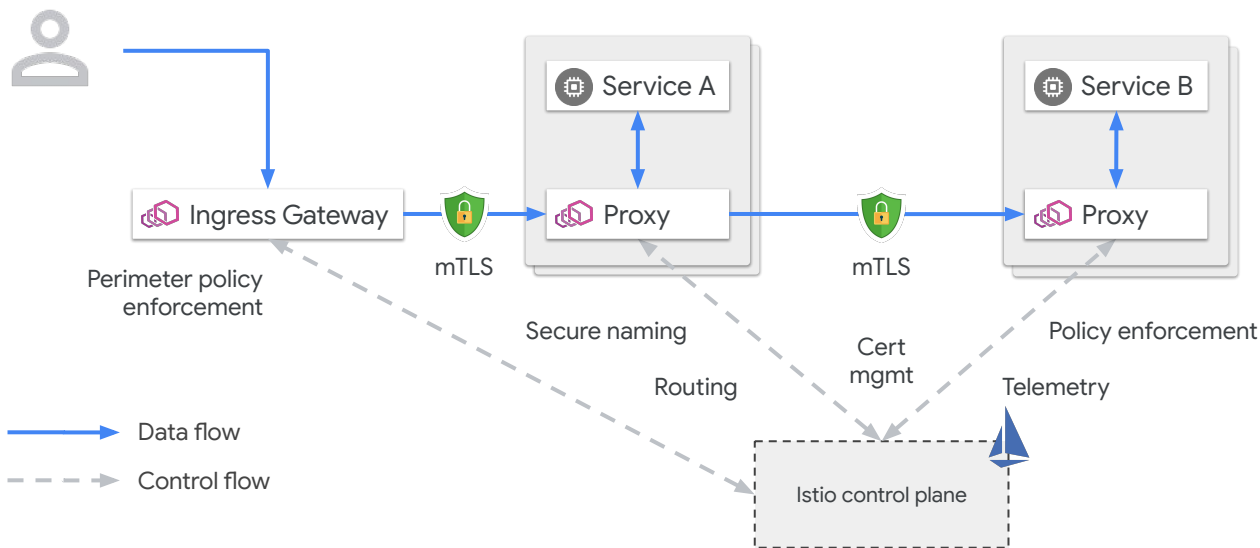 Service A
Service B
Ingress Gateway
Proxy
Proxy
mTLS
mTLS
Perimeter policy
enforcement
Secure naming
Policy enforcement
Cert
mgmt
Routing
Telemetry
Data flow
Control flow
Istio control plane